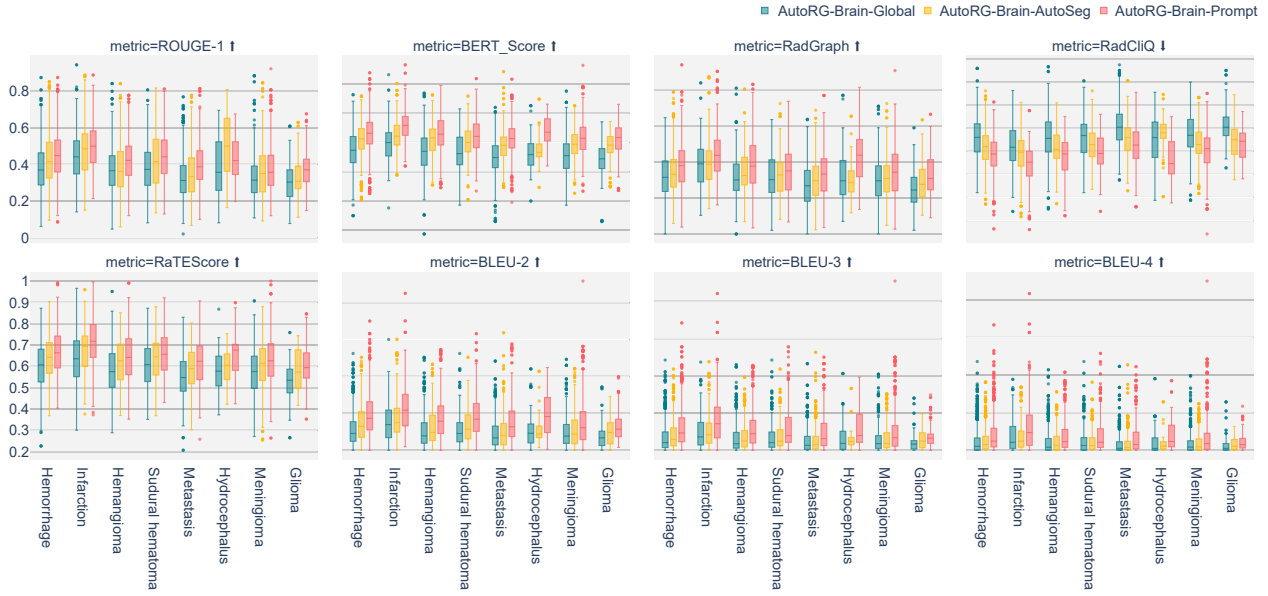 AutoRG-Brain-Global AutoRG-Brain-AutoSeg AutoRG-Brain-Prompt
metric=ROUGE-1 ⬆ metric=BERT_Score ⬆ metric=RadGraph ⬆ metric=RadCliQ ⬇
0.8
0.6
0.4
0.2
0
metric=RaTEScore ⬆ metric=BLEU-2 ⬆ metric=BLEU-3 ⬆ metric=BLEU-4 ⬆
1
0.9
0.8
0.7
0.6
0.5
0.4
0.3
0.2
Hemorrhage
Infarction
Hemangioma
Sudural hematoma
Metastasis
Hydrocephalus
Meningioma
Glioma
Hemorrhage
Infarction
Hemangioma
Sudural hematoma
Metastasis
Hydrocephalus
Meningioma
Glioma
Hemorrhage
Infarction
Hemangioma
Sudural hematoma
Metastasis
Hydrocephalus
Meningioma
Glioma
Hemorrhage
Infarction
Hemangioma
Sudural hematoma
Metastasis
Hydrocephalus
Meningioma
Glioma